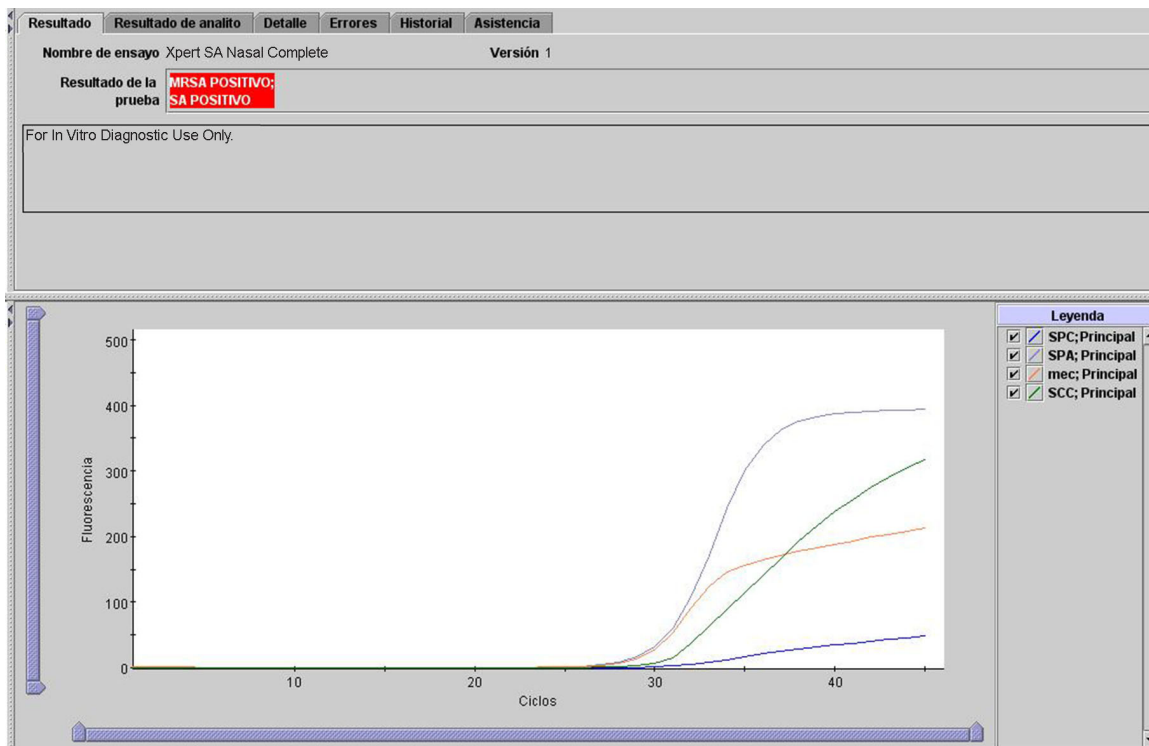 Resultado Resultado de analito Detalle Errores Historial Asistencia
Nombre de ensayo Xpert SA Nasal Complete Versión 1
Resultado de la prueba MRSA POSITIVO;
SA POSITIVO
For In Vitro Diagnostic Use Only.
Leyenda
SPC; Principal
SPA; Principal
mec; Principal
SCC; Principal
Fluorescencia
500
400
300
200
100
0
10 20 30 40
Ciclos